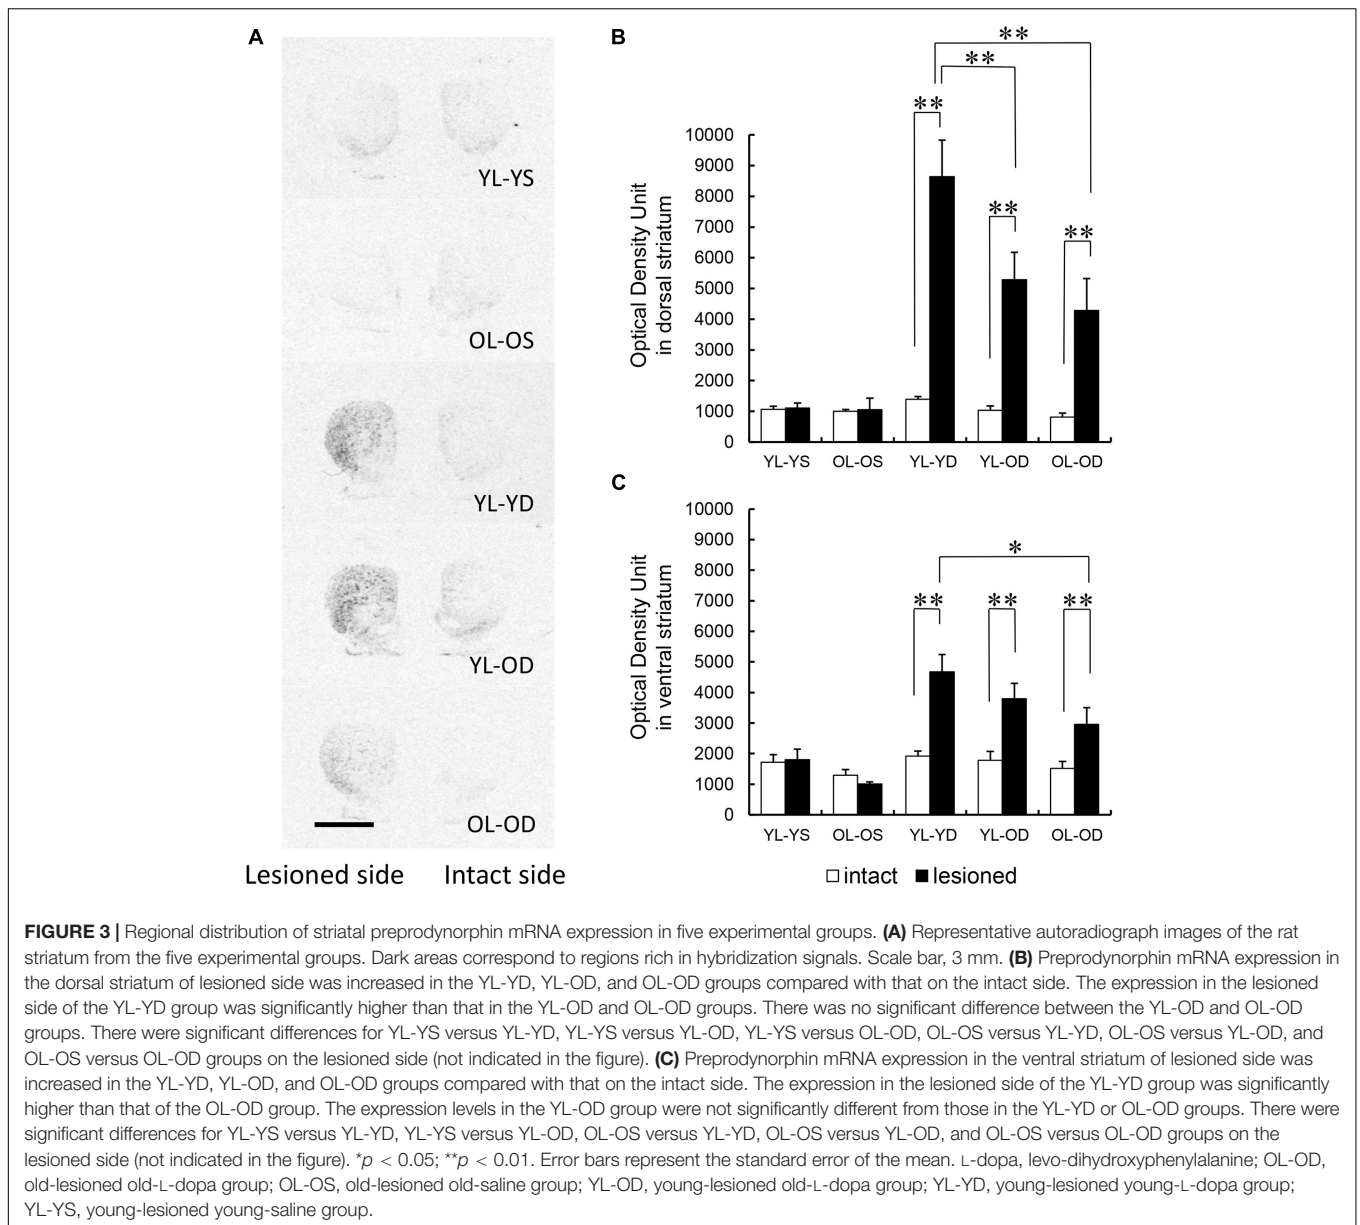 A
YL-YS
OL-OS
YL-YD
YL-OD
OL-OD
Lesioned side Intact side
B
Optical Density Unit
in dorsal striatum
10000
9000
8000
7000
6000
5000
4000
3000
2000
1000
0
**
**
**
**
**
YL-YS OL-OS YL-YD YL-OD OL-OD
C
Optical Density Unit
in ventral striatum
10000
9000
8000
7000
6000
5000
4000
3000
2000
1000
0
*
** ** **
YL-YS OL-OS YL-YD YL-OD OL-OD
intact lesioned
FIGURE 3 | Regional distribution of striatal preprodynorphin mRNA expression in five experimental groups. (A) Representative autoradiograph images of the rat
striatum from the five experimental groups. Dark areas correspond to regions rich in hybridization signals. Scale bar, 3 mm. (B) Preprodynorphin mRNA expression in
the dorsal striatum of lesioned side was increased in the YL-YD, YL-OD, and OL-OD groups compared with that on the intact side. The expression in the lesioned
side of the YL-YD group was significantly higher than that in the YL-OD and OL-OD groups. There was no significant difference between the YL-OD and OL-OD
groups. There were significant differences for YL-YS versus YL-YD, YL-YS versus YL-OD, YL-YS versus OL-OD, OL-OS versus YL-YD, OL-OS versus YL-OD, and
OL-OS versus OL-OD groups on the lesioned side (not indicated in the figure). (C) Preprodynorphin mRNA expression in the ventral striatum of lesioned side was
increased in the YL-YD, YL-OD, and OL-OD groups compared with that on the intact side. The expression in the lesioned side of the YL-YD group was significantly
higher than that of the OL-OD group. The expression levels in the YL-OD group were not significantly different from those in the YL-YD or OL-OD groups. There were
significant differences for YL-YS versus YL-YD, YL-YS versus YL-OD, OL-OS versus YL-YD, OL-OS versus YL-OD, and OL-OS versus OL-OD groups on the
lesioned side (not indicated in the figure). *p < 0.05; **p < 0.01. Error bars represent the standard error of the mean. L-dopa, levo-dihydroxyphenylalanine; OL-OD,
old-lesioned old-L-dopa group; OL-OS, old-lesioned old-saline group; YL-OD, young-lesioned old-L-dopa group; YL-YD, young-lesioned young-L-dopa group;
YL-YS, young-lesioned young-saline group.